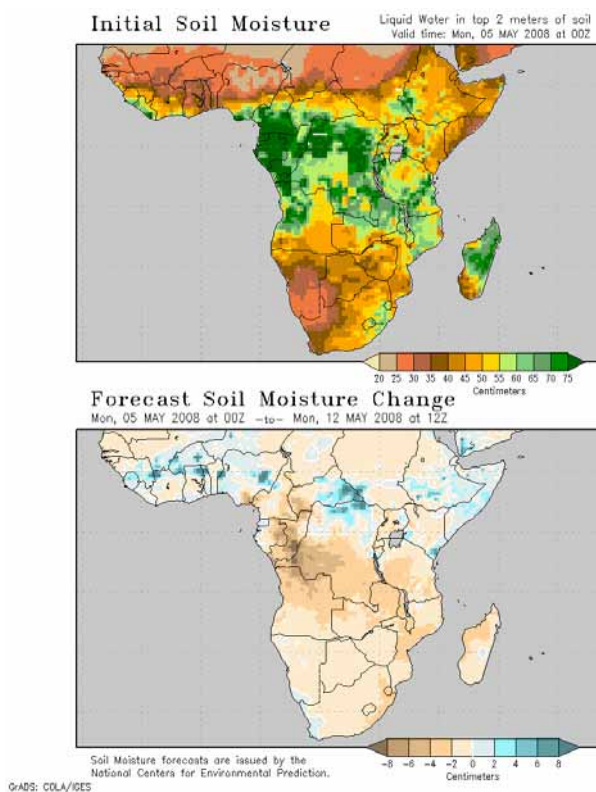 Initial Soil Moisture
Liquid Water in top 2 meters of soil
Valid time: Mon, 05 MAY 2008 at 00Z
20 25 30 35 40 45 50 55 60 65 70 75
Centimeters
Forecast Soil Moisture Change
Mon, 05 MAY 2008 at 00Z -to- Mon, 12 MAY 2008 at 12Z
Soil Moisture forecasts are issued by the
National Centers for Environmental Prediction.
-8 -6 -4 -2 0 2 4 6 8
Centimeters
GrADS: COLA/IGES